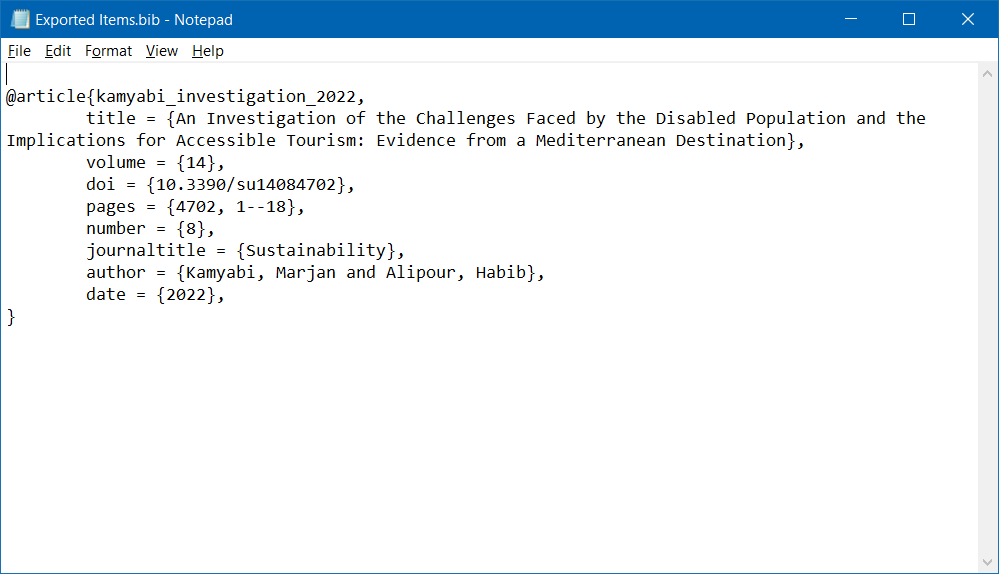 Exported Items.bib - Notepad
File Edit Format View Help
@article{kamyabi_investigation_2022,
title = {An Investigation of the Challenges Faced by the Disabled Population and the
Implications for Accessible Tourism: Evidence from a Mediterranean Destination},
volume = {14},
doi = {10.3390/su14084702},
pages = {4702, 1--18},
number = {8},
journaltitle = {Sustainability},
author = {Kamyabi, Marjan and Alipour, Habib},
date = {2022},
}